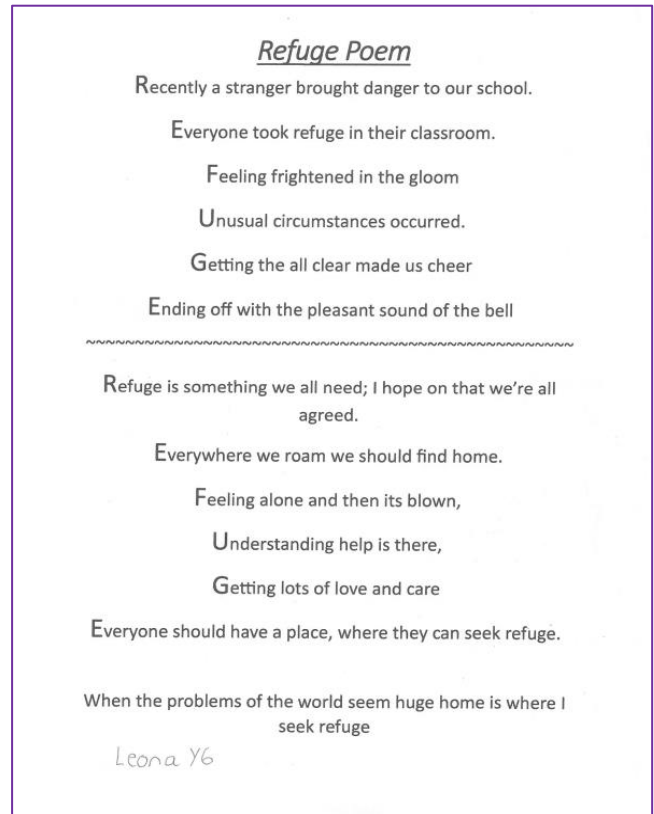 Refuge Poem
Recently a stranger brought danger to our school.
Everyone took refuge in their classroom.
Feeling frightened in the gloom
Unusual circumstances occurred.
Getting the all clear made us cheer
Ending off with the pleasant sound of the bell
~~~~~~~~~~~~~~~~~~~~~~~~~~~~~~~~~~~~~~~~~~~~~~~~~~
Refuge is something we all need; I hope on that we're all
agreed.
Everywhere we roam we should find home.
Feeling alone and then its blown,
Understanding help is there,
Getting lots of love and care
Everyone should have a place, where they can seek refuge.
When the problems of the world seem huge home is where I
seek refuge
Leona Y6